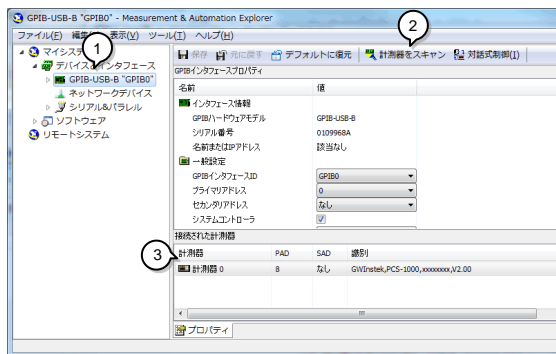 GPIB-USB-B "GPIB0" - Measurement & Automation Explorer
ファイル(F) 編集(E) 表示(V) ツール(T) ヘルプ(H)
1
2
マイシステム
デバイスとインタフェース
GPIB-USB-B "GPIB0"
ネットワークデバイス
シリアル&パラレル
ソフトウェア
リモートシステム
保存 元に戻す デフォルトに復元 計測器をスキャン 対話式制御(I)
GPIBインタフェースプロパティ
名前 値
インタフェース情報
GPIBハードウェアモデル GPIB-USB-B
シリアル番号 0109968A
名前またはIPアドレス 該当なし
一般設定
GPIBインタフェースID GPIB0
プライマリアドレス 0
セカンダリアドレス なし
システムコントローラ
接続された計測器
3
計測器 PAD SAD 識別
計測器 0 8 なし GWInstek,PCS-1000,xxxxxxxx,V2.00
プロパティ